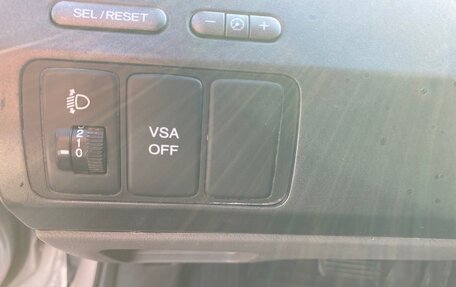 SEL/RESET
− +
VSA
OFF
2
1
0